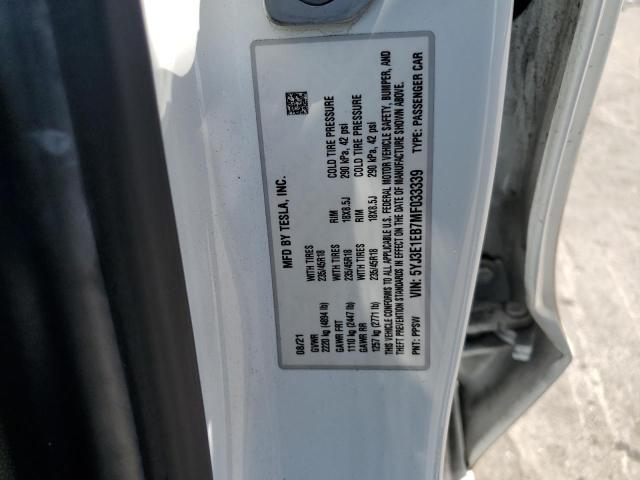 MFD BY TESLA, INC.
08/21
GVWR WITH TIRES RIM COLD TIRE PRESSURE
2220 kg (4894 lb) 235/45R18 18X8.5J 290 kPa, 42 psi
GAWR FRT WITH TIRES RIM COLD TIRE PRESSURE
1110 kg (2447 lb) 235/45R18 18X8.5J 290 kPa, 42 psi
GAWR RR WITH TIRES
1257 kg (2771 lb) 235/45R18
THIS VEHICLE CONFORMS TO ALL APPLICABLE U.S. FEDERAL MOTOR VEHICLE SAFETY, BUMPER, AND
THEFT PREVENTION STANDARDS IN EFFECT ON THE DATE OF MANUFACTURE SHOWN ABOVE.
PNT: PPSW VIN: 5YJ3E1EB7MF033339 TYPE: PASSENGER CAR